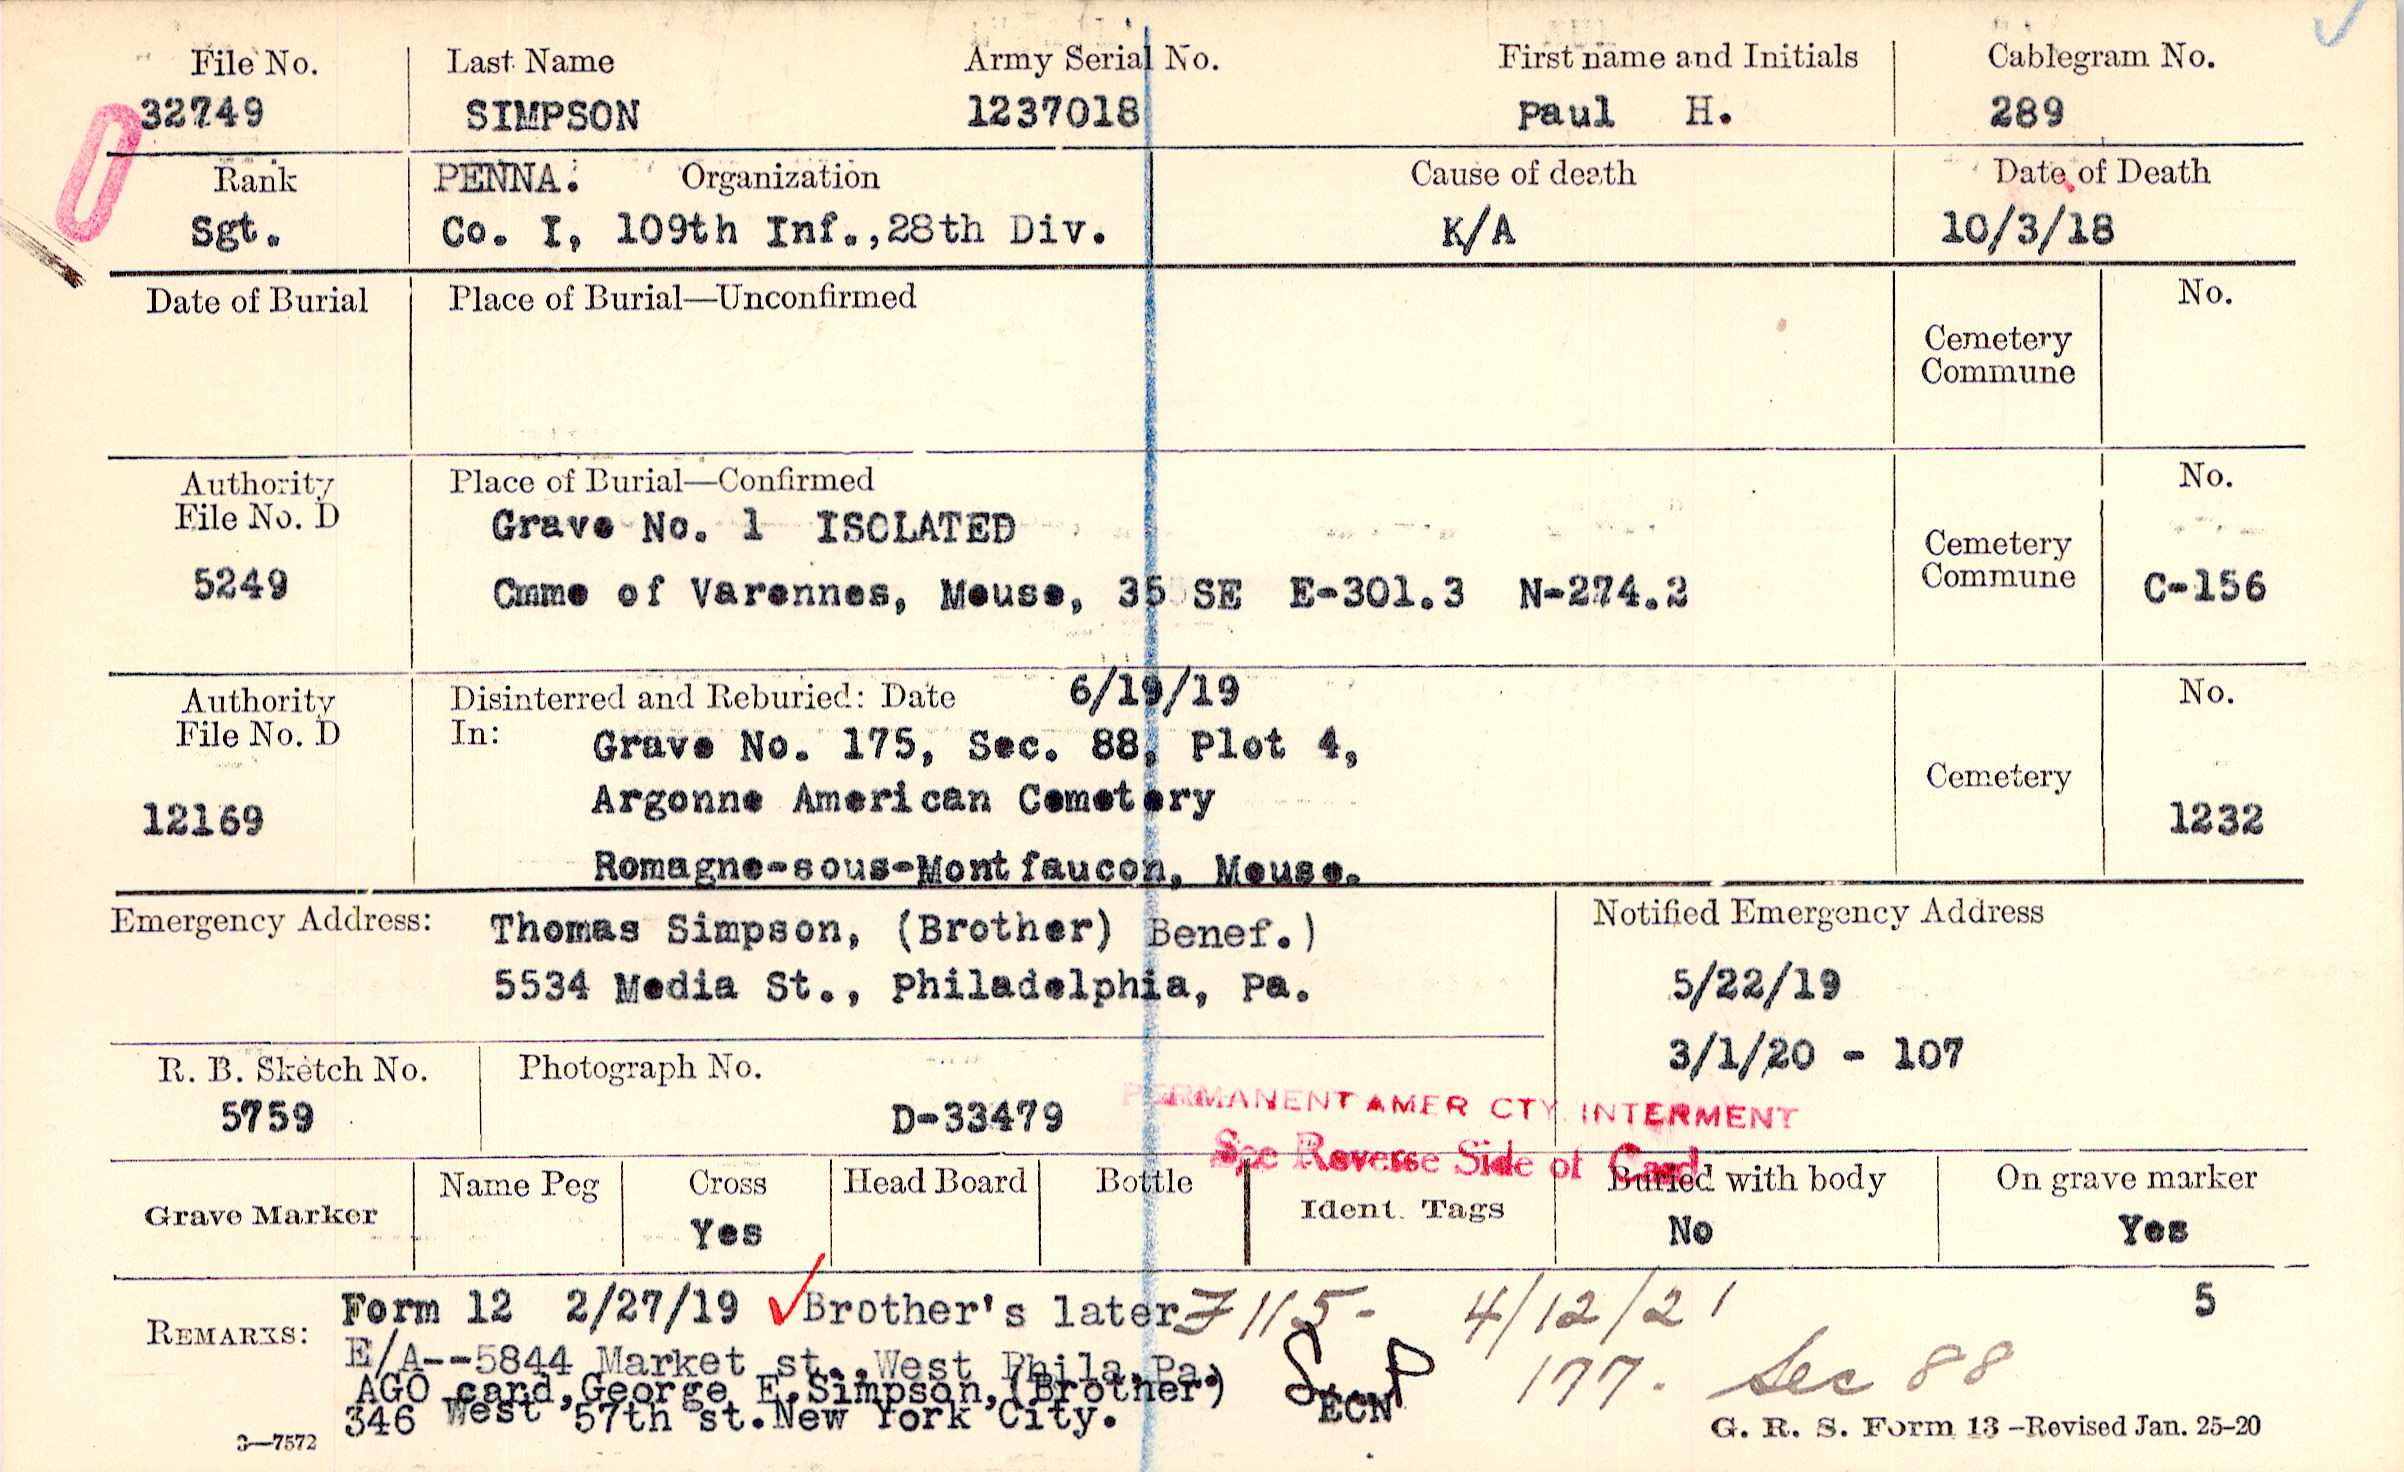 File No. Last Name Army Serial No. First name and Initials Cablegram No.
32749 SIMPSON 1237018 Paul H. 289
Rank PENNA. Organization Cause of death Date of Death
Sgt. Co. I, 109th Inf.,28th Div. K/A 10/3/18
Date of Burial Place of Burial—Unconfirmed No.
Cemetery
Commune
Authority Place of Burial—Confirmed No.
File No. D Grave No. 1 ISOLATED
Cemetery
Commune
5249 Cmme of Varennes, Meuse, 35 SE E-301.3 N-274.2 C-156
Authority Disinterred and Reburied: Date 6/19/19 No.
File No. D In: Grave No. 175, Sec. 88, Plot 4,
Cemetery
12169 Argonne American Cemetery 1232
Romagne-sous-Montfaucon, Meuse.
Emergency Address: Thomas Simpson, (Brother) Benef.) Notified Emergency Address
5534 Media St., Philadelphia, Pa. 5/22/19
3/1/20 - 107
R. B. Sketch No. Photograph No.
5759 D-33479
PERMANENT AMER CTY INTERMENT
See Reverse Side of Card
Grave Marker Name Peg Cross Head Board Bottle Ident. Tags Buried with body On grave marker
Yes No Yes
REMARKS: Form 12 2/27/19 Brother's later 115- 4/12/21 5
E/A--5844 Market st.,West Phila.Pa.
AGO card,George E.Simpson,(Brother) 177. Sec 88
346 West 57th st.New York City. ECN
3—7572 G. R. S. Form 13—Revised Jan. 25-20